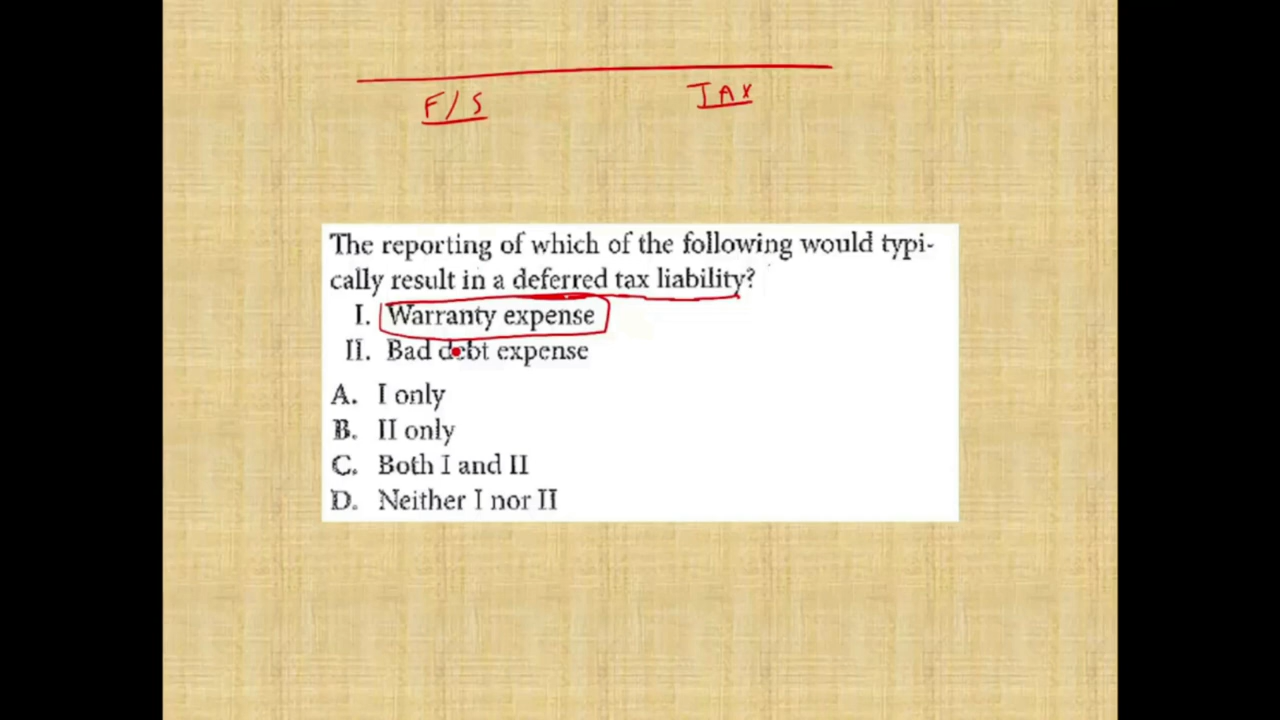 F/S TAX
The reporting of which of the following would typi-
cally result in a deferred tax liability?
I. Warranty expense
II. Bad debt expense
A. I only
B. II only
C. Both I and II
D. Neither I nor II